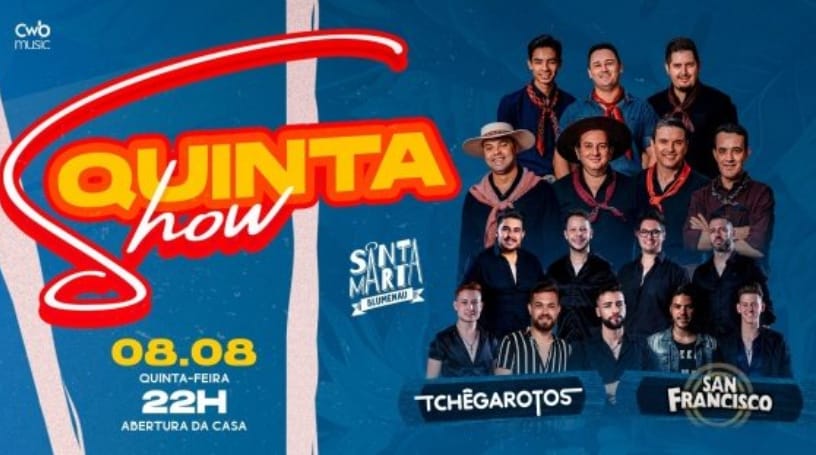 cwb
music
QUINTA
Show
SANTA
MARIA
BLUMENAU
08.08
QUINTA-FEIRA
22H
ABERTURA DA CASA
TCHÊGAROTOS
SAN
FRANCISCO